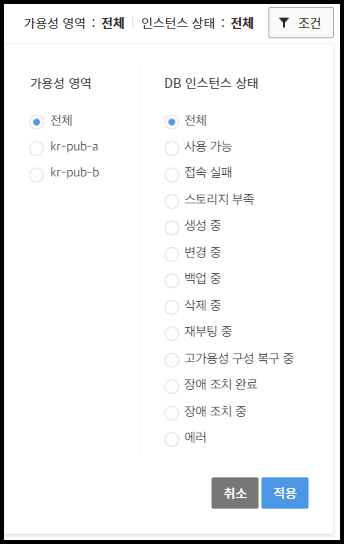 가용성 영역 : 전체 인스턴스 상태 : 전체 조건
가용성 영역
전체
kr-pub-a
kr-pub-b
DB 인스턴스 상태
전체
사용 가능
접속 실패
스토리지 부족
생성 중
변경 중
백업 중
삭제 중
재부팅 중
고가용성 구성 복구 중
장애 조치 완료
장애 조치 중
에러
취소 적용